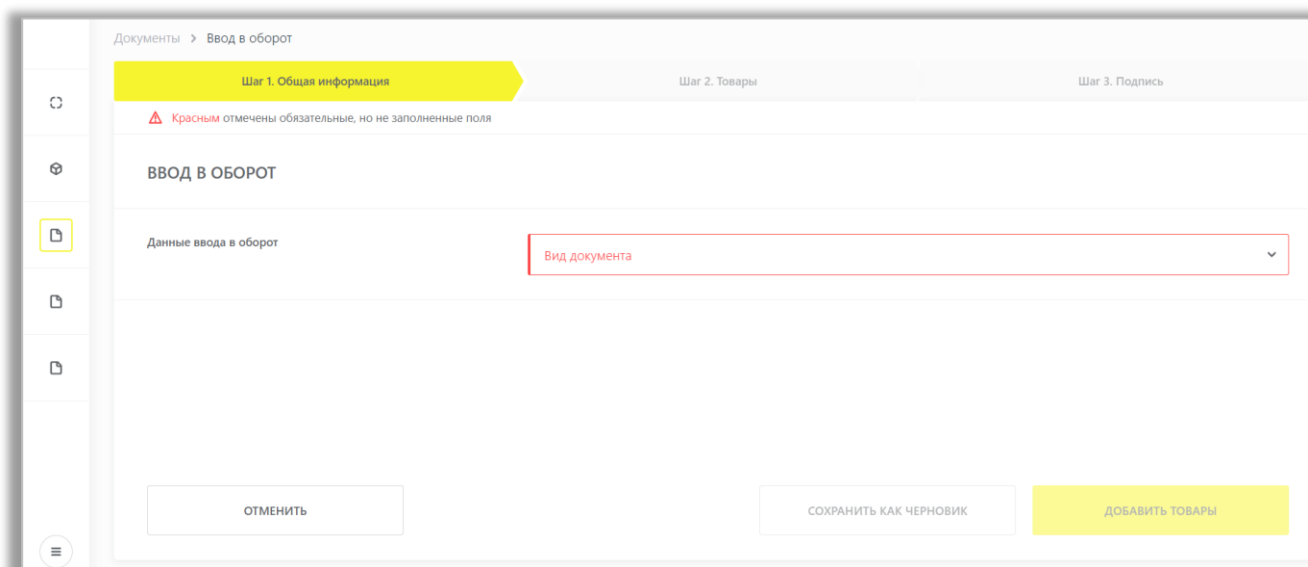 Документы > Ввод в оборот
Шаг 1. Общая информация
Шаг 2. Товары
Шаг 3. Подпись
Красным отмечены обязательные, но не заполненные поля
ВВОД В ОБОРОТ
Данные ввода в оборот
Вид документа
ОТМЕНИТЬ
СОХРАНИТЬ КАК ЧЕРНОВИК
ДОБАВИТЬ ТОВАРЫ